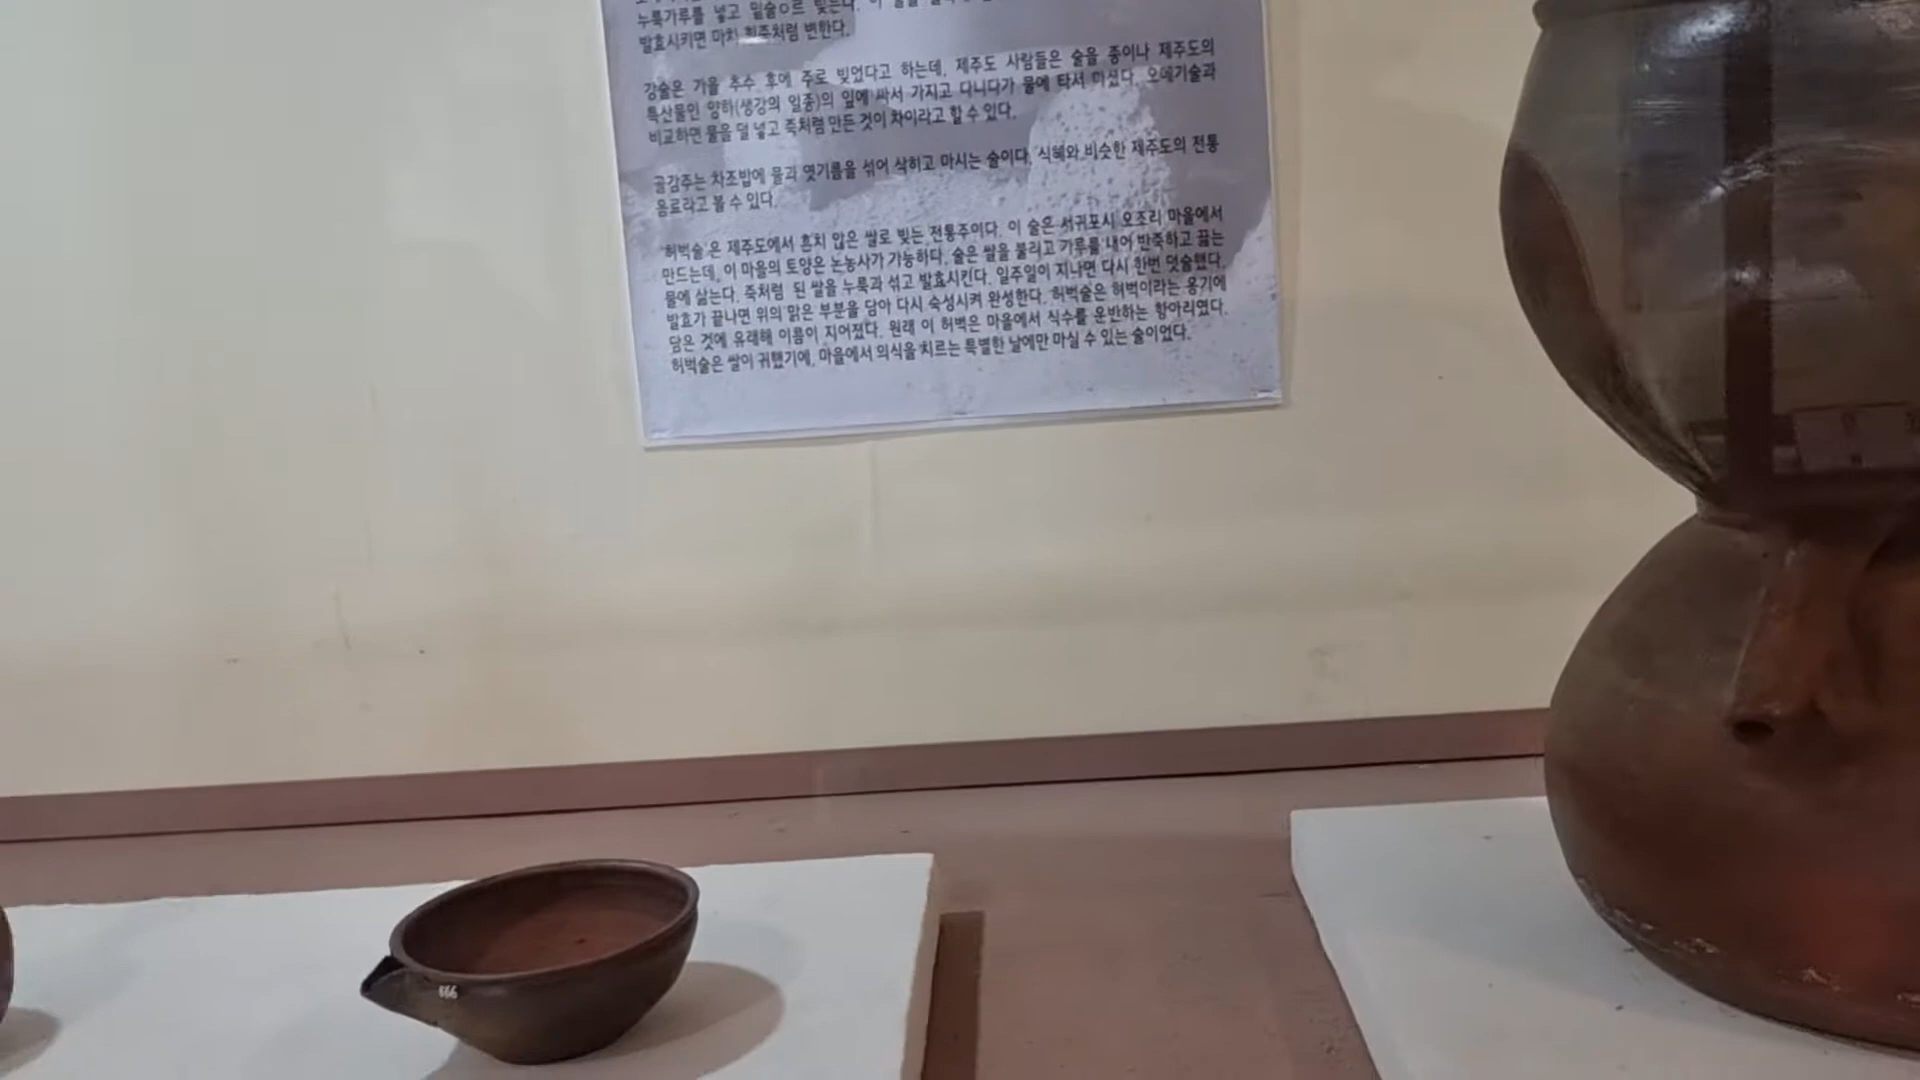 누룩가루를 넣고 밑술ㅇ르 빚는다. 이 술을
발효시키면 마치 죽처럼 변한다.
강술은 가을 추수 후에 주로 빚었다고 하는데, 제주도 사람들은 술을 종이나 제주도의
특산물인 양하(생강의 일종)의 잎에 싸서 가지고 다니다가 물에 타서 마셨다. 오메기술과
비교하면 물을 덜 넣고 죽처럼 만든 것이 차이라고 할 수 있다.
골감주는 차조밥에 물과 엿기름을 섞어 삭히고 마시는 술이다. 식혜와 비슷한 제주도의 전통
음료라고 볼 수 있다.
'허벅술'은 제주도에서 흔치 않은 쌀로 빚는 전통주이다. 이 술은 서귀포시 오조리 마을에서
만드는데, 이 마을의 토양은 논농사가 가능하다. 술은 쌀을 불리고 가루를 내어 반죽하고 끓는
물에 삶는다. 죽처럼 된 쌀을 누룩과 섞고 발효시킨다. 일주일이 지나면 다시 한번 덧술했다.
발효가 끝나면 위의 맑은 부분을 담아 다시 숙성시켜 완성한다. 허벅술은 허벅이라는 용기에
담은 것에 유래해 이름이 지어졌다. 원래 이 허벅은 마을에서 식수를 운반하는 항아리였다.
허벅술은 쌀이 귀했기에, 마을에서 의식을 치르는 특별한 날에만 마실 수 있는 술이었다.
666